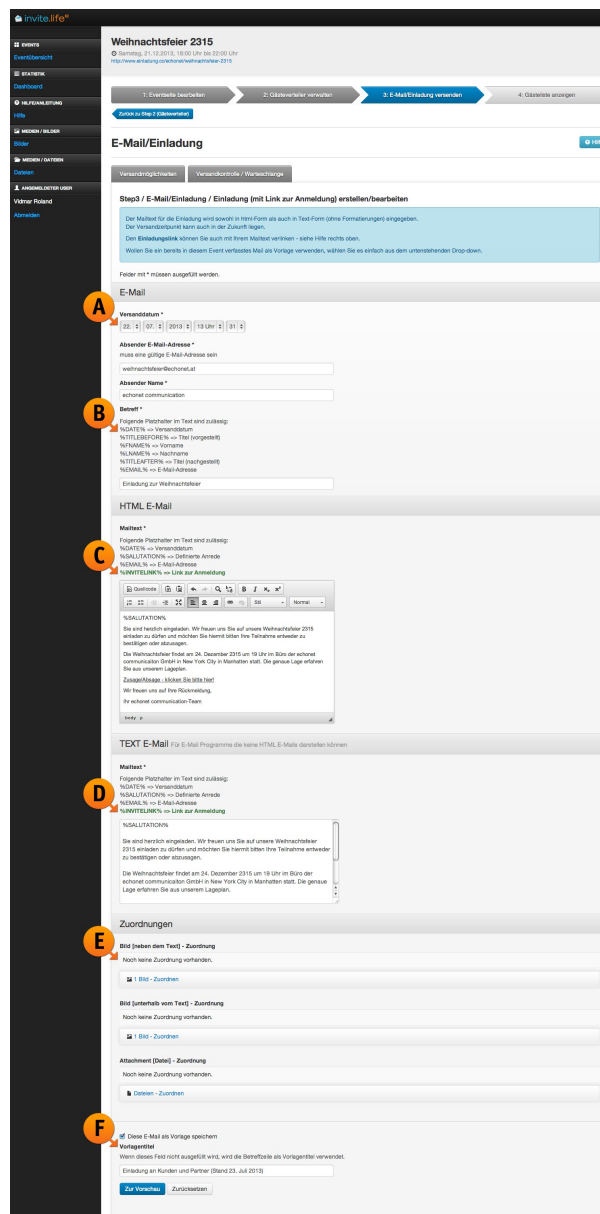 invite.life®
EVENTS
Eventübersicht
STATISTIK
Dashboard
HILFE/ANLEITUNG
Hilfe
MEDIEN / BILDER
Bilder
MEDIEN / DATEIEN
Dateien
ANGEMELDETER USER
Vidmar Roland
Abmelden
Weihnachtsfeier 2315
Samstag, 21.12.2013, 18:00 Uhr bis 22:00 Uhr
http://www.einladung.cc/echonet/weihnachtsfeier-2315
1: Eventseite bearbeiten
2: Gästeverteiler verwalten
3: E-Mail/Einladung versenden
4: Gästeliste anzeigen
Zurück zu Step 2 (Gästeverteiler)
E-Mail/Einladung
Versandmöglichkeiten
Versandkontrolle / Warteschlange
Step3 / E-Mail/Einladung / Einladung (mit Link zur Anmeldung) erstellen/bearbeiten
Der Mailtext für die Einladung wird sowohl in html-Form als auch in Text-Form (ohne Formatierungen) eingegeben.
Der Versandzeitpunkt kann auch in der Zukunft liegen.
Den Einladungslink können Sie auch mit Ihrem Mailtext verlinken - siehe Hilfe rechts oben.
Wollen Sie ein bereits in diesem Event verfasstes Mail als Vorlage verwenden, wählen Sie es einfach aus dem untenstehenden Drop-down.
Felder mit * müssen ausgefüllt werden.
E-Mail
A
Versanddatum *
22. 07. 2013 13 Uhr 31
Absender E-Mail-Adresse *
muss eine gültige E-Mail-Adresse sein
weihnachtsfeier@echonet.at
Absender Name *
echonet communication
B
Betreff *
Folgende Platzhalter im Text sind zulässig:
%DATE% => Versanddatum
%TITLEBEFORE% => Titel (vorgestellt)
%FNAME% => Vorname
%LNAME% => Nachname
%TITLEAFTER% => Titel (nachgestellt)
%EMAIL% => E-Mail-Adresse
Einladung zur Weihnachtsfeier
HTML E-Mail
Mailtext *
Folgende Platzhalter im Text sind zulässig:
C
%DATE% => Versanddatum
%SALUTATION% => Definierte Anrede
%EMAIL% => E-Mail-Adresse
%INVITELINK% => Link zur Anmeldung
Quellcode
B I x₂ x²
Stil Normal
%SALUTATION%
Sie sind herzlich eingeladen. Wir freuen uns Sie auf unsere Weihnachtsfeier 2315
einladen zu dürfen und möchten Sie hiermit bitten Ihre Teilnahme entweder zu
bestätigen oder abzusagen.
Die Weihnachtsfeier findet am 24. Dezember 2315 um 19 Uhr im Büro der echonet
communicaiton GmbH in New York City in Manhatten statt. Die genaue Lage erfahren
Sie aus unserem Lageplan.
Zusage/Absage - klicken Sie bitte hier!
Wir freuen uns auf Ihre Rückmeldung,
Ihr echonet communication-Team
body p
TEXT E-Mail Für E-Mail Programme die keine HTML E-Mails darstellen können
Mailtext *
Folgende Platzhalter im Text sind zulässig:
D
%DATE% => Versanddatum
%SALUTATION% => Definierte Anrede
%EMAIL% => E-Mail-Adresse
%INVITELINK% => Link zur Anmeldung
%SALUTATION%
Sie sind herzlich eingeladen. Wir freuen uns Sie auf unsere Weihnachtsfeier
2315 einladen zu dürfen und möchten Sie hiermit bitten Ihre Teilnahme entweder
zu bestätigen oder abzusagen.
Die Weihnachtsfeier findet am 24. Dezember 2315 um 19 Uhr im Büro der
echonet communicaiton GmbH in New York City in Manhatten statt. Die genaue
Lage erfahren Sie aus unserem Lageplan.
Zuordnungen
E
Bild [neben dem Text] - Zuordnung
Noch keine Zuordnung vorhanden.
1 Bild - Zuordnen
Bild [unterhalb vom Text] - Zuordnung
Noch keine Zuordnung vorhanden.
1 Bild - Zuordnen
Attachment [Datei] - Zuordnung
Noch keine Zuordnung vorhanden.
Dateien - Zuordnen
F
Diese E-Mail als Vorlage speichern
Vorlagentitel
Wenn dieses Feld nicht ausgefüllt wird, wird die Betreffzeile als Vorlagentitel verwendet.
Einladung an Kunden und Partner (Stand 23. Juli 2013)
Zur Vorschau
Zurücksetzen